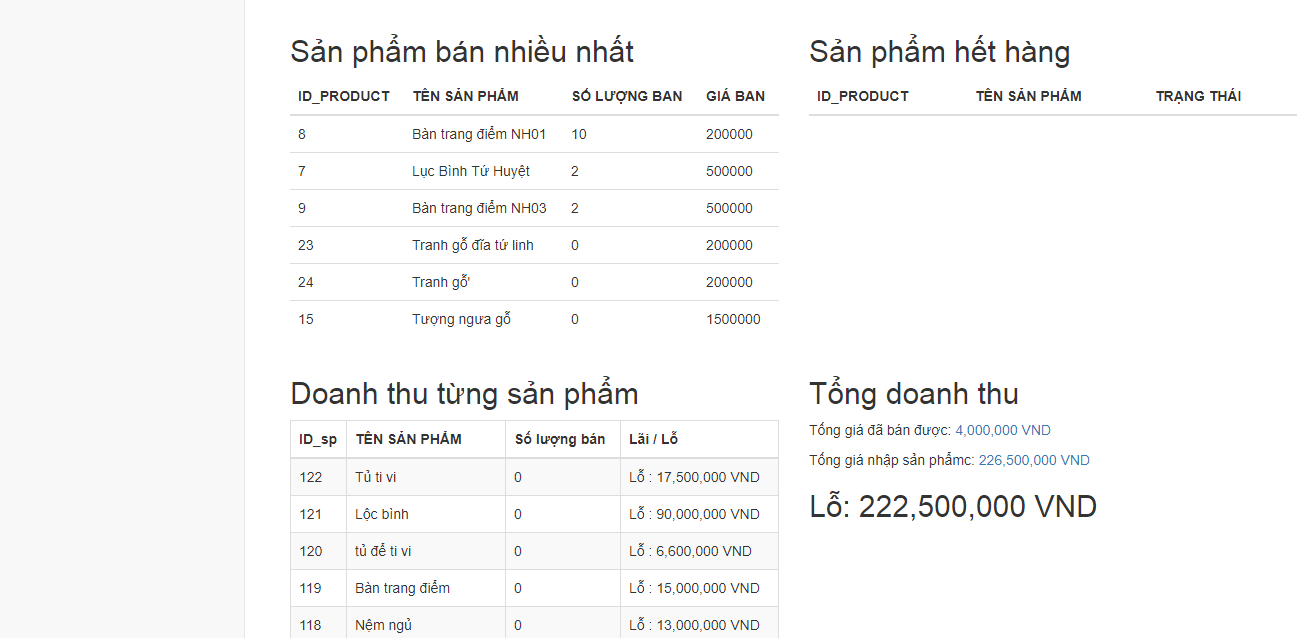 Sản phẩm bán nhiều nhất
ID_PRODUCT TÊN SẢN PHẨM SỐ LƯỢNG BAN GIÁ BAN
8 Bàn trang điểm NH01 10 200000
7 Lục Bình Tứ Huyệt 2 500000
9 Bàn trang điểm NH03 2 500000
23 Tranh gỗ đĩa tứ linh 0 200000
24 Tranh gỗ' 0 200000
15 Tượng ngưa gỗ 0 1500000
Sản phẩm hết hàng
ID_PRODUCT TÊN SẢN PHẨM TRẠNG THÁI
Doanh thu từng sản phẩm
ID_sp TÊN SẢN PHẨM Số lượng bán Lãi / Lỗ
122 Tủ ti vi 0 Lỗ : 17,500,000 VND
121 Lộc bình 0 Lỗ : 90,000,000 VND
120 tủ để ti vi 0 Lỗ : 6,600,000 VND
119 Bàn trang điểm 0 Lỗ : 15,000,000 VND
118 Nệm ngủ 0 Lỗ : 13,000,000 VND
Tổng doanh thu
Tổng giá đã bán được: 4,000,000 VND
Tổng giá nhập sản phẩmc: 226,500,000 VND
Lỗ: 222,500,000 VND